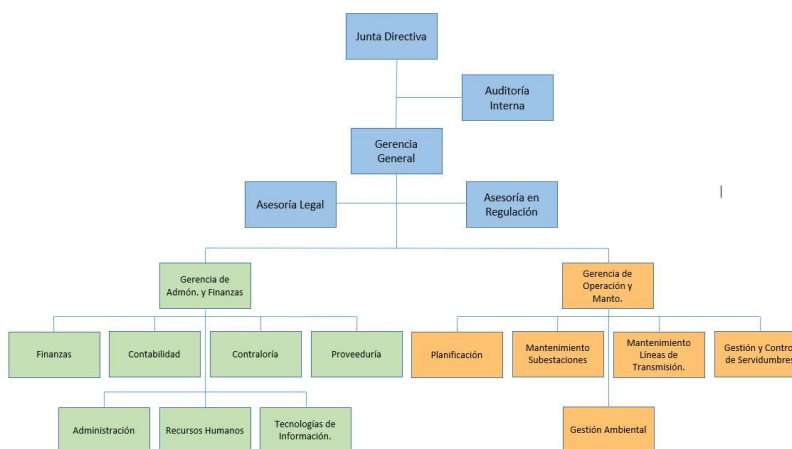 Junta Directiva
Auditoría
Interna
Gerencia
General
Asesoría Legal
Asesoría en
Regulación
Gerencia de
Admón. y Finanzas
Gerencia de
Operación y
Manto.
Finanzas
Contabilidad
Contraloría
Proveeduría
Planificación
Mantenimiento
Subestaciones
Mantenimiento
Líneas de
Transmisión.
Gestión y Control
de Servidumbres
Administración
Recursos Humanos
Tecnologías de
Información.
Gestión Ambiental